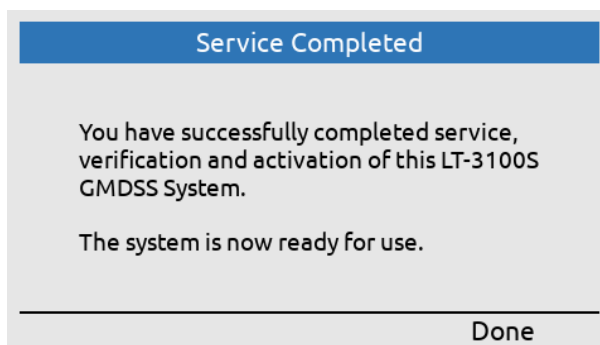 Service Completed
You have successfully completed service,
verification and activation of this LT-3100S
GMDSS System.
The system is now ready for use.
Done